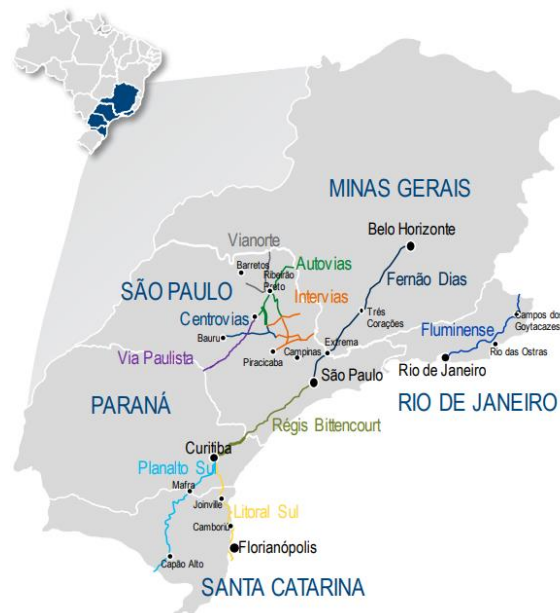 MINAS GERAIS
Belo Horizonte
Vianorte
Barretos
Ribeirão
Preto
Autovias
Fernão Dias
SÃO PAULO
Intervias
Centrovias
Três
Corações
Campos dos
Goytacazes
Bauru
Extrema
Fluminense
Rio das Ostras
Via Paulista
Piracicaba
Campinas
Rio de Janeiro
São Paulo
PARANÁ
RIO DE JANEIRO
Régis Bittencourt
Curitiba
Planalto Sul
Mafra
Joinville
Litoral Sul
Camboriú
Florianópolis
Capão Alto
SANTA CATARINA